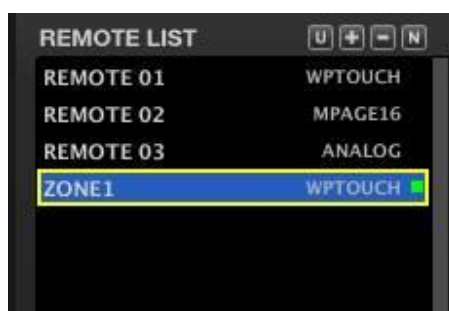 REMOTE LIST U + - N
REMOTE 01 WPTOUCH
REMOTE 02 MPAGE16
REMOTE 03 ANALOG
ZONE1 WPTOUCH